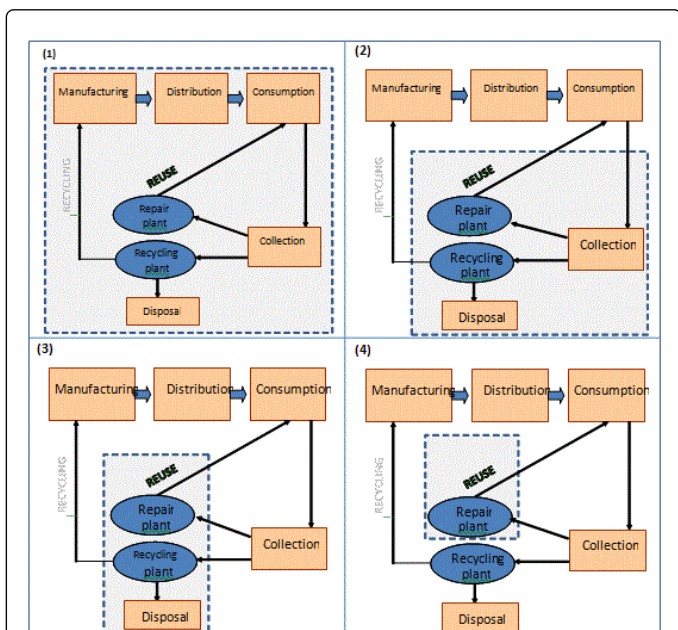 (1)
Manufacturing
Distribution
Consumption
RECYCLING
REUSE
Repair
plant
Recycling
plant
Collection
Disposal
(2)
Manufacturing
Distribution
Consumption
RECYCLING
REUSE
Repair
plant
Recycling
plant
Collection
Disposal
(3)
Manufacturing
Distribution
Consumption
RECYCLING
REUSE
Repair
plant
Recycling
plant
Collection
Disposal
(4)
Manufacturing
Distribution
Consumption
RECYCLING
REUSE
Repair
plant
Recycling
plant
Collection
Disposal